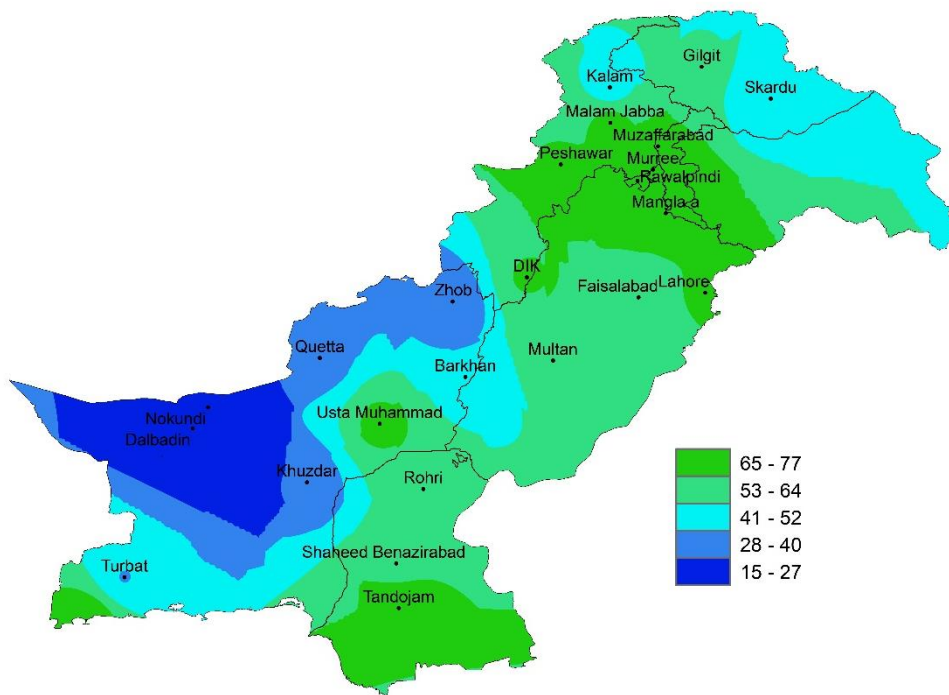 Gilgit
Kalam
Skardu
Malam Jabba
Muzaffarabad
Peshawar
Murree
Rawalpindi
Mangla a
DIK
Zhob
Faisalabad
Lahore
Quetta
Multan
Barkhan
Usta Muhammad
Nokundi
Dalbadin
Khuzdar
Rohri
65 - 77
53 - 64
41 - 52
28 - 40
15 - 27
Shaheed Benazirabad
Turbat
Tandojam